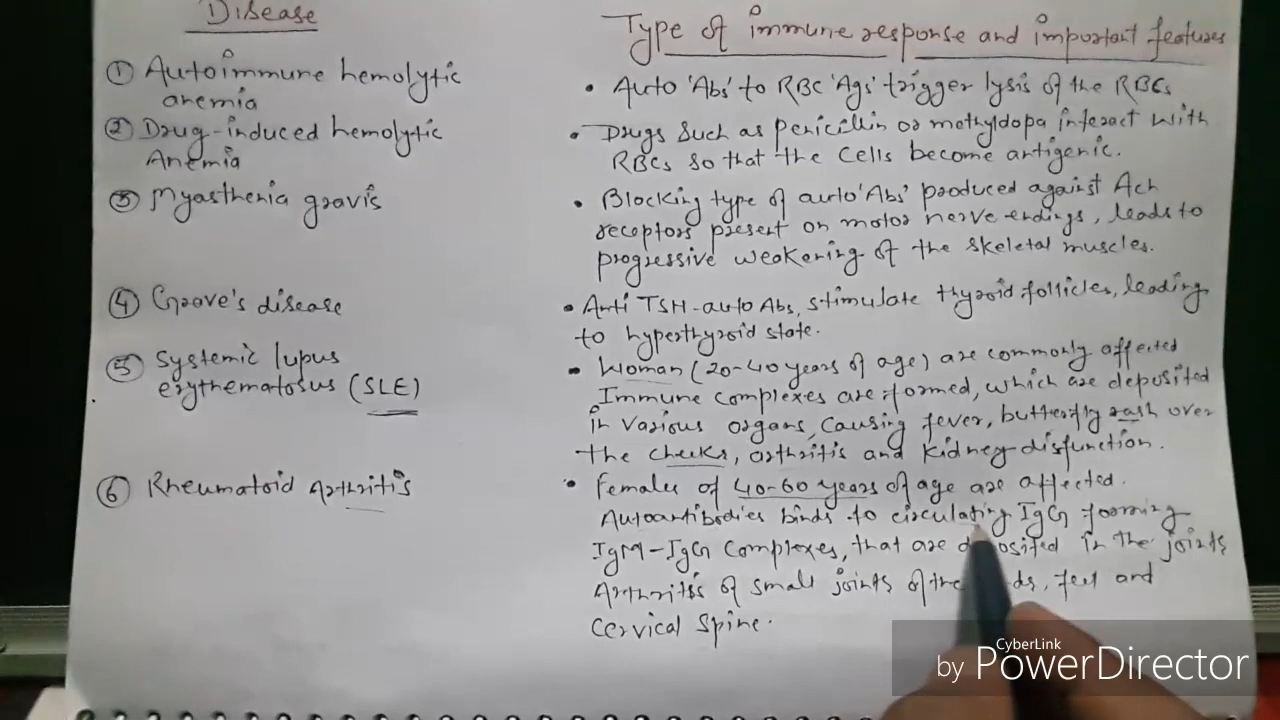 Disease
Type of immune response and important features
① Autoimmune hemolytic
anemia
• Auto 'Abs' to RBC 'Ags' trigger lysis of the RBCs
② Drug-induced hemolytic
Anemia
• Drugs such as penicillin or methyldopa interact with
RBCs so that the cells become antigenic.
③ Myasthenia gravis
• Blocking type of auto 'Abs' produced against Ach
receptors present on motor nerve endings, leads to
progressive weakening of the skeletal muscles.
④ Grave's disease
• Anti TSH-auto Abs, stimulate thyroid follicles, leading
to hyperthyroid state.
⑤ Systemic lupus
erythematosus (SLE)
• Woman (20-40 years of age) are commonly affected
Immune complexes are formed, which are deposited
in various organs, causing fever, butterfly rash over
the cheeks, arthritis and kidney disfunction.
⑥ Rheumatoid Arthritis
• Females of 40-60 years of age are affected.
Autoantibodies binds to circulating IgG forming
IgM-IgG complexes, that are d osited in the joints
Arthritis of small joints of the ds, feet and
cervical spine.
CyberLink
by PowerDirector